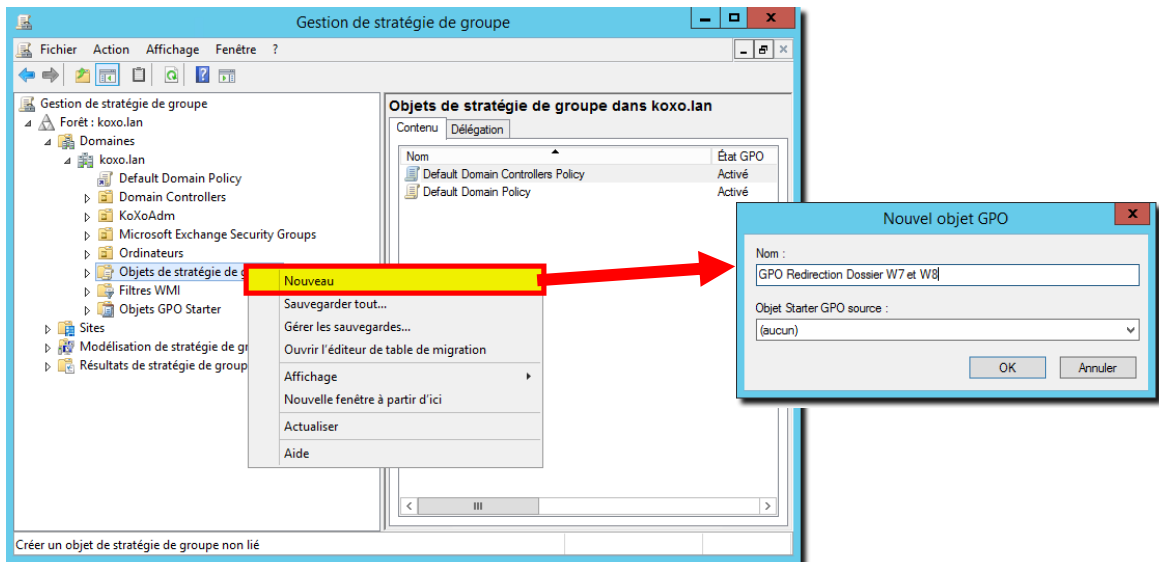 Gestion de stratégie de groupe
Fichier Action Affichage Fenêtre ?
Gestion de stratégie de groupe
Forêt : koxo.lan
Domaines
koxo.lan
Default Domain Policy
Domain Controllers
KoXoAdm
Microsoft Exchange Security Groups
Ordinateurs
Objets de stratégie de g
Filtres WMI
Objets GPO Starter
Sites
Modélisation de stratégie de gr
Résultats de stratégie de group
Objets de stratégie de groupe dans koxo.lan
Contenu Délégation
Nom État GPO
Default Domain Controllers Policy Activé
Default Domain Policy Activé
Nouveau
Sauvegarder tout...
Gérer les sauvegardes...
Ouvrir l'éditeur de table de migration
Affichage
Nouvelle fenêtre à partir d'ici
Actualiser
Aide
Créer un objet de stratégie de groupe non lié
Nouvel objet GPO
Nom :
GPO Redirection Dossier W7 et W8
Objet Starter GPO source :
(aucun)
OK Annuler